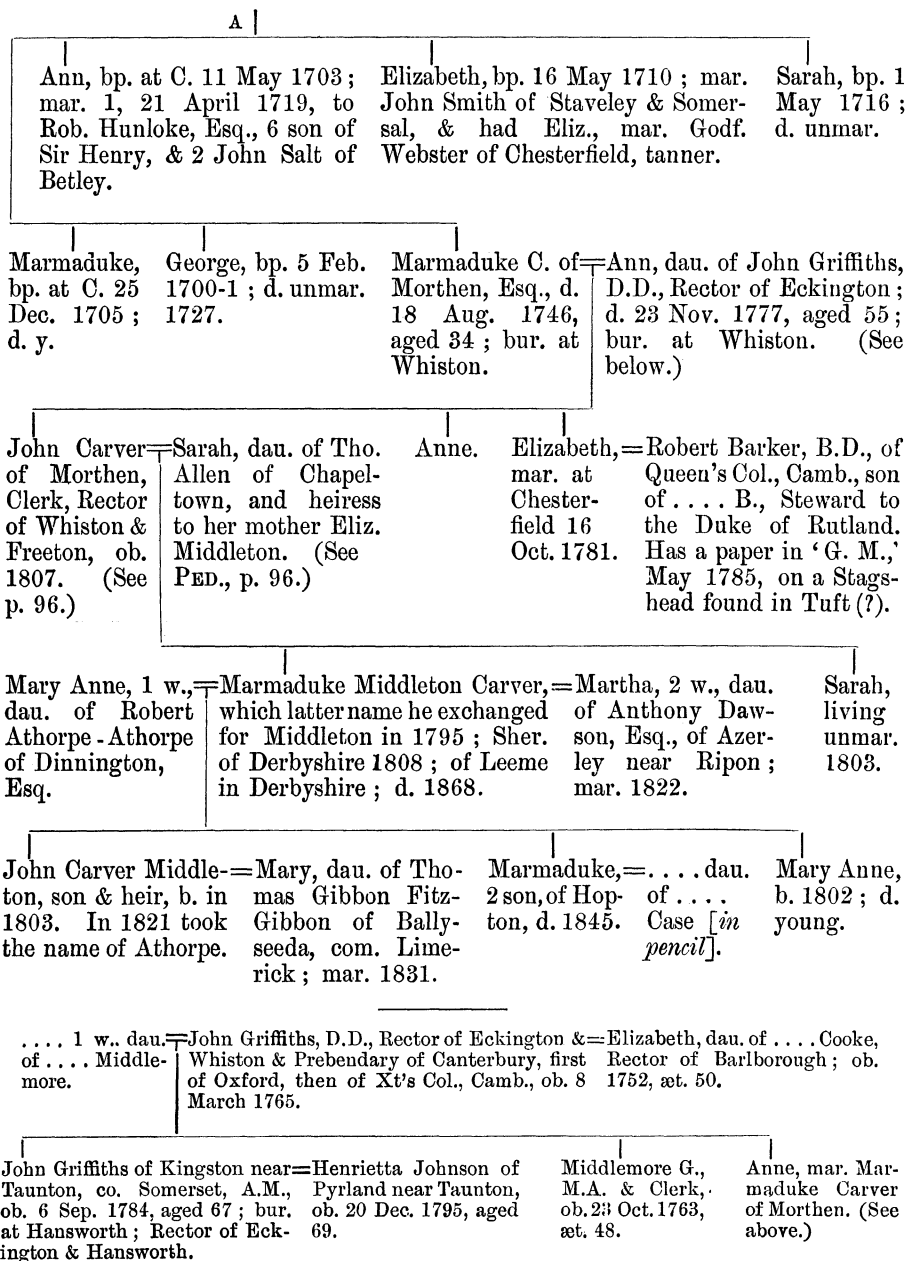 A
Ann, bp. at C. 11 May 1703 ;
mar. 1, 21 April 1719, to
Rob. Hunloke, Esq., 6 son of
Sir Henry, & 2 John Salt of
Betley.
Elizabeth, bp. 16 May 1710 ; mar.
John Smith of Staveley & Somer-
sal, & had Eliz., mar. Godf.
Webster of Chesterfield, tanner.
Sarah, bp. 1
May 1716 ;
d. unmar.
Marmaduke,
bp. at C. 25
Dec. 1705 ;
d. y.
George, bp. 5 Feb.
1700-1 ; d. unmar.
1727.
Marmaduke C. of
Morthen, Esq., d.
18 Aug. 1746,
aged 34 ; bur. at
Whiston.
=Ann, dau. of John Griffiths,
D.D., Rector of Eckington ;
d. 23 Nov. 1777, aged 55 ;
bur. at Whiston. (See
below.)
John Carver
of Morthen,
Clerk, Rector
of Whiston &
Freeton, ob.
1807. (See
p. 96.)
=Sarah, dau. of Tho.
Allen of Chapel-
town, and heiress
to her mother Eliz.
Middleton. (See
PED., p. 96.)
Anne.
Elizabeth,
mar. at
Chester-
field 16
Oct. 1781.
=Robert Barker, B.D., of
Queen's Col., Camb., son
of . . . . B., Steward to
the Duke of Rutland.
Has a paper in ‘ G. M.,’
May 1785, on a Stags-
head found in Tuft (?).
Mary Anne, 1 w.,
dau. of Robert
Athorpe - Athorpe
of Dinnington,
Esq.
=Marmaduke Middleton Carver,
which latter name he exchanged
for Middleton in 1795 ; Sher.
of Derbyshire 1808 ; of Leeme
in Derbyshire ; d. 1868.
=Martha, 2 w., dau.
of Anthony Daw-
son, Esq., of Azer-
ley near Ripon ;
mar. 1822.
Sarah,
living
unmar.
1803.
John Carver Middle-
ton, son & heir, b. in
1803. In 1821 took
the name of Athorpe.
=Mary, dau. of Tho-
mas Gibbon Fitz-
Gibbon of Bally-
seeda, com. Lime-
rick ; mar. 1831.
Marmaduke,
2 son, of Hop-
ton, d. 1845.
=. . . . dau.
of . . . .
Case [in
pencil].
Mary Anne,
b. 1802 ; d.
young.
. . . . 1 w.. dau.
of . . . . Middle-
more.
=John Griffiths, D.D., Rector of Eckington &
Whiston & Prebendary of Canterbury, first
of Oxford, then of Xt's Col., Camb., ob. 8
March 1765.
=Elizabeth, dau. of . . . . Cooke,
Rector of Barlborough ; ob.
1752, æt. 50.
John Griffiths of Kingston near
Taunton, co. Somerset, A.M.,
ob. 6 Sep. 1784, aged 67 ; bur.
at Hansworth ; Rector of Eck-
ington & Hansworth.
=Henrietta Johnson of
Pyrland near Taunton,
ob. 20 Dec. 1795, aged
69.
Middlemore G.,
M.A. & Clerk,
ob. 23 Oct. 1763,
æt. 48.
Anne, mar. Mar-
maduke Carver
of Morthen. (See
above.)